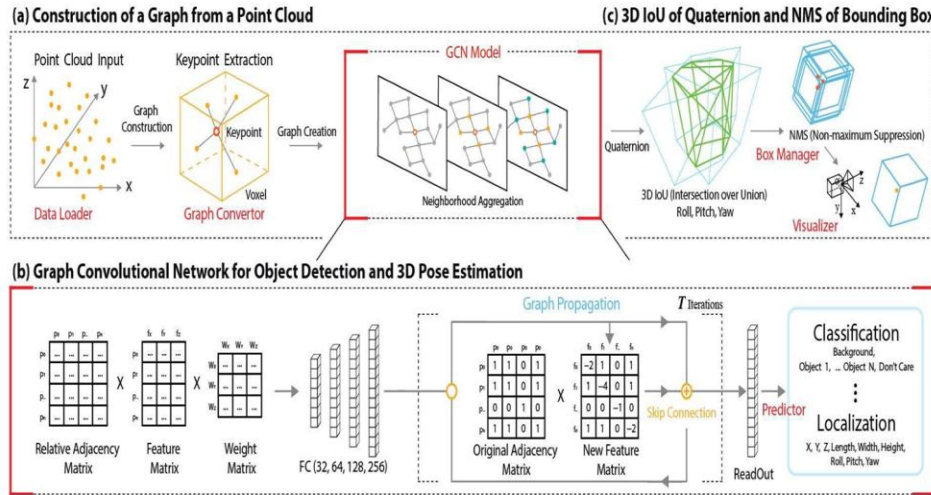 (a) Construction of a Graph from a Point Cloud
(c) 3D IoU of Quaternion and NMS of Bounding Box
Point Cloud Input
z
y
x
Data Loader
Graph
Construction
Keypoint Extraction
Keypoint
Voxel
Graph Convertor
Graph Creation
GCN Model
Neighborhood Aggregation
Quaternion
3D IoU (Intersection over Union)
Roll, Pitch, Yaw
NMS (Non-maximum Suppression)
Box Manager
z
x
y
Visualizer
(b) Graph Convolutional Network for Object Detection and 3D Pose Estimation
... ... ... ...
... ... ... ...
... ... ... ...
... ... ... ...
Relative Adjacency
Matrix
X
... ... ...
... ... ...
... ... ...
... ... ...
Feature
Matrix
X
... ... ...
... ... ...
... ... ...
Weight
Matrix
FC (32, 64, 128, 256)
Graph Propagation
T Iterations
1 1 0 1
1 1 0 1
0 0 1 0
1 1 0 1
Original Adjacency
Matrix
X
-2 1 0 1
1 -4 0 1
0 0 -1 0
1 1 0 -2
New Feature
Matrix
Skip Connection
ReadOut
Predictor
Classification
Background,
Object 1, ... Object N, Don't Care
Localization
X, Y, Z, Length, Width, Height,
Roll, Pitch, Yaw